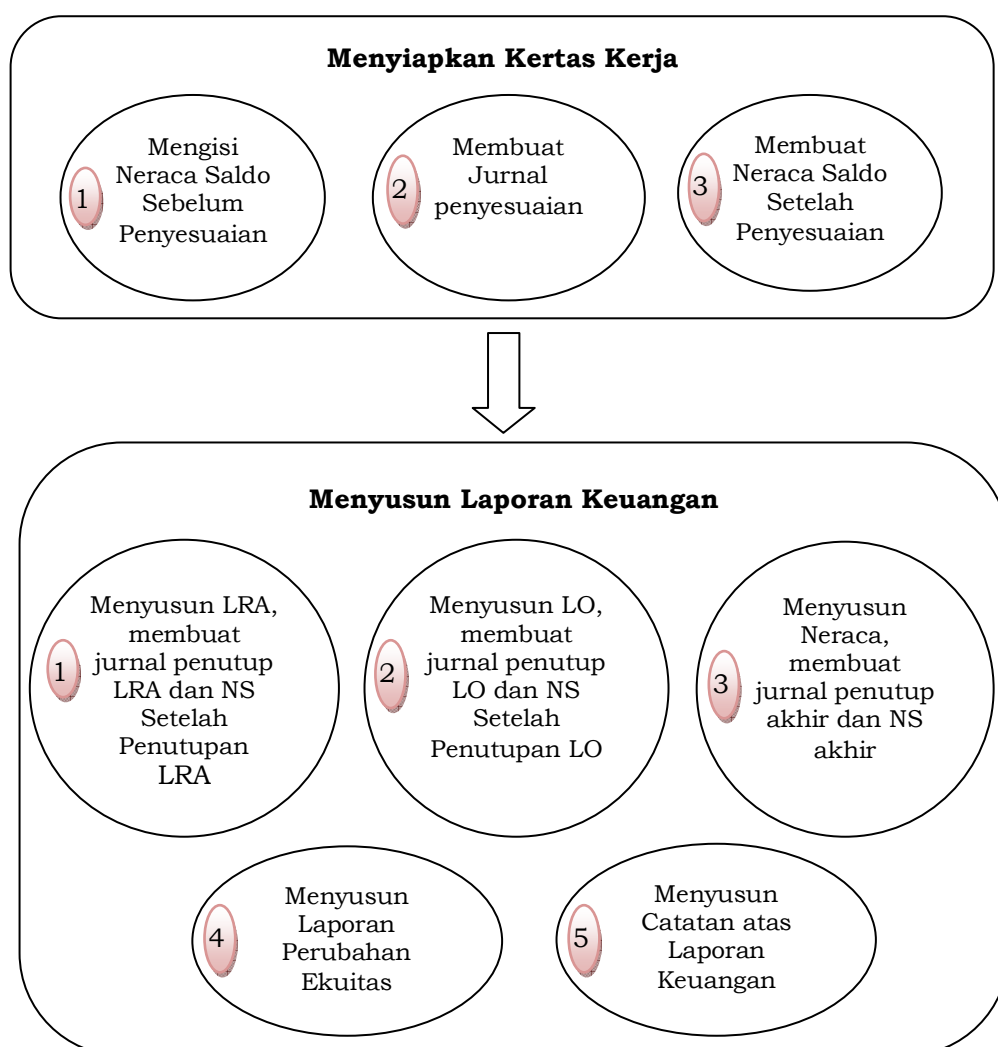 Menyiapkan Kertas Kerja
1
Mengisi
Neraca Saldo
Sebelum
Penyesuaian
2
Membuat
Jurnal
penyesuaian
3
Membuat
Neraca Saldo
Setelah
Penyesuaian
Menyusun Laporan Keuangan
1
Menyusun LRA,
membuat
jurnal penutup
LRA dan NS
Setelah
Penutupan
LRA
2
Menyusun LO,
membuat
jurnal penutup
LO dan NS
Setelah
Penutupan LO
3
Menyusun
Neraca,
membuat
jurnal penutup
akhir dan NS
akhir
4
Menyusun
Laporan
Perubahan
Ekuitas
5
Menyusun
Catatan atas
Laporan
Keuangan